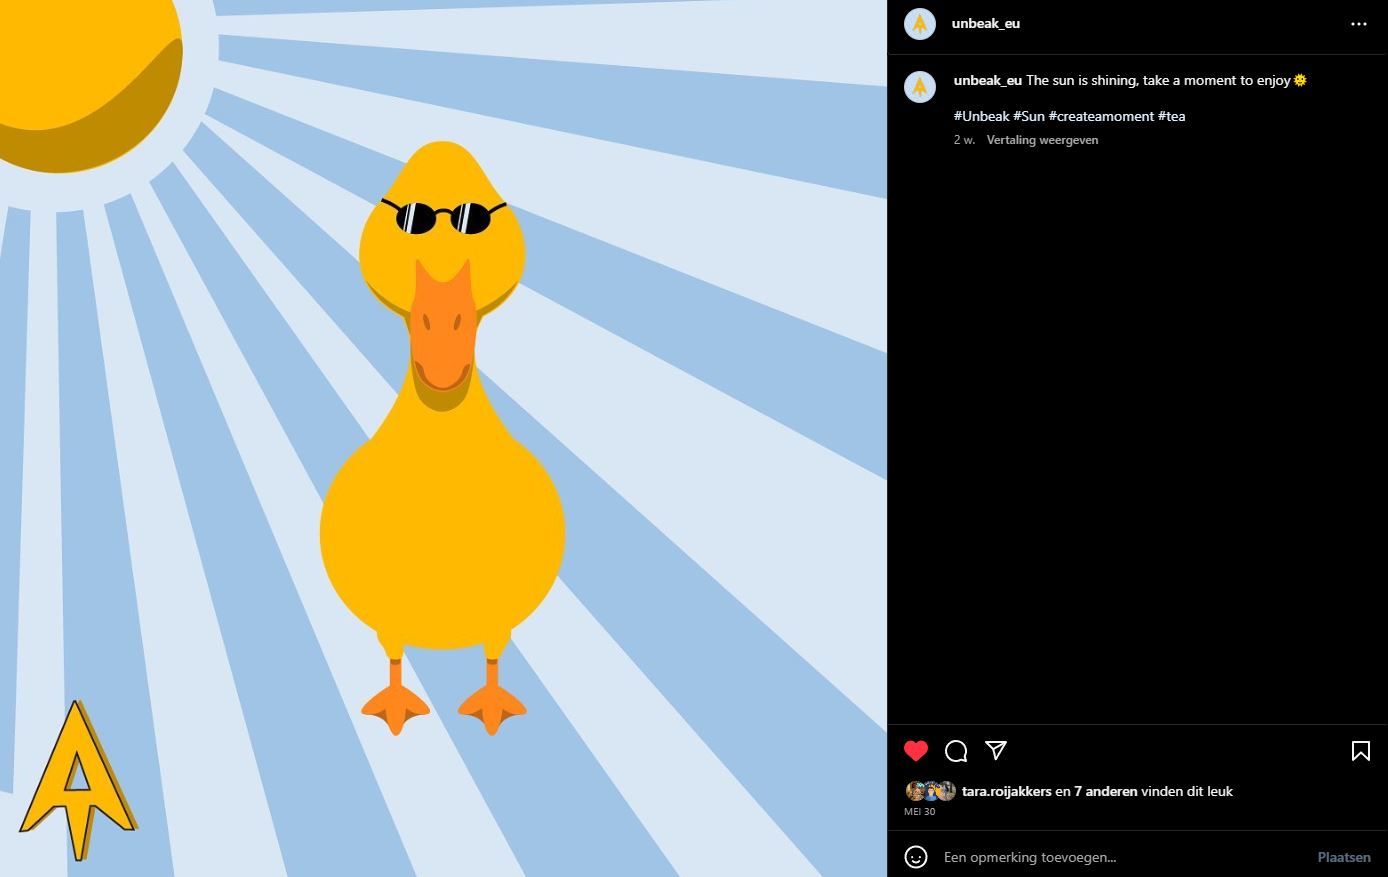 unbeak_eu
unbeak_eu The sun is shining, take a moment to enjoy🌞
#Unbeak #Sun #createamoment #tea
2 w. Vertaling weergeven
tara.roijakkers en 7 anderen vinden dit leuk
MEI 30
Een opmerking toevoegen...
Plaatsen